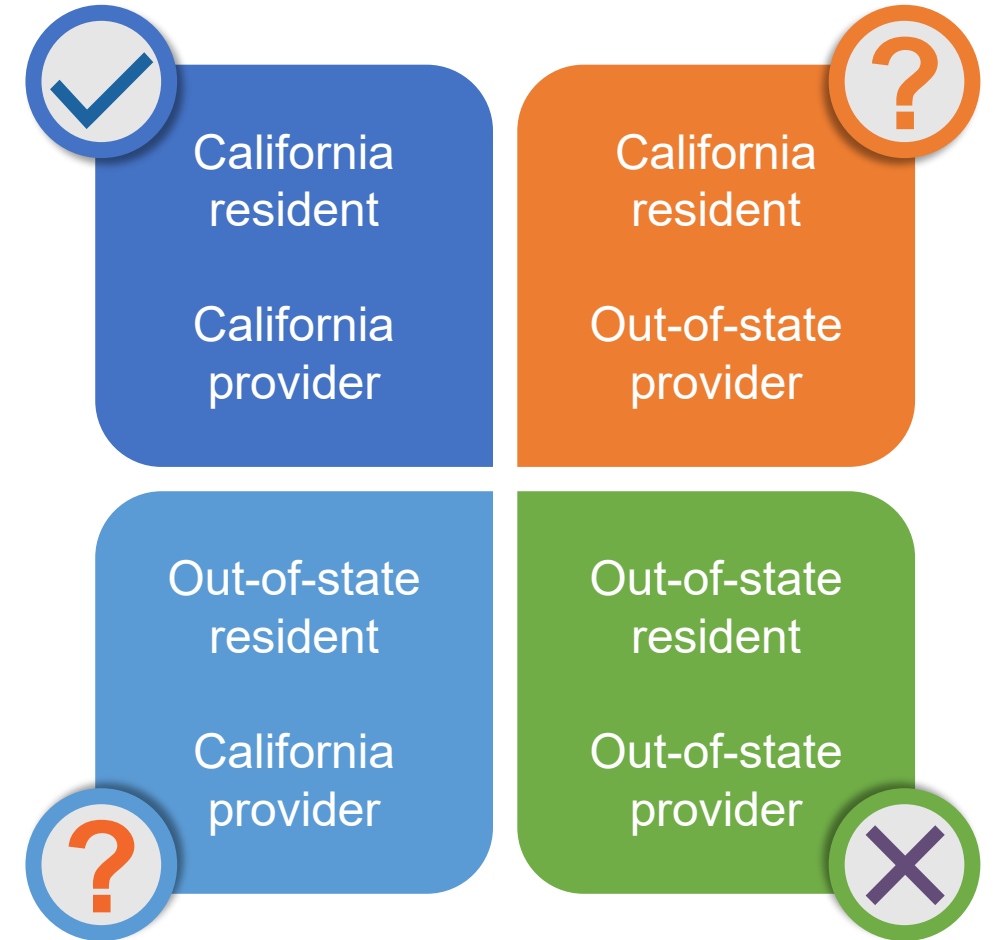 California
resident
California
provider
?
California
resident
Out-of-state
provider
Out-of-state
resident
California
provider
?
Out-of-state
resident
Out-of-state
provider